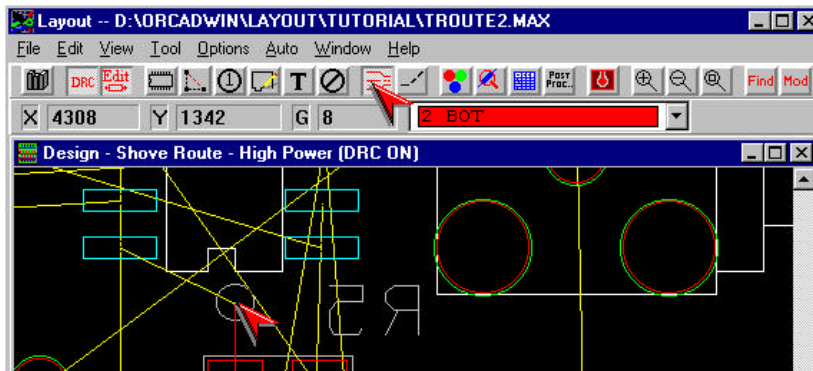 Layout -- D:\ORCADWIN\LAYOUT\TUTORIAL\TROUTE2.MAX
File Edit View Tool Options Auto Window Help
DRC Edit 1 T POST PROC.. Find Mod
X 4308 Y 1342 G 8 2 BOT
Design - Shove Route - High Power (DRC ON)
R5